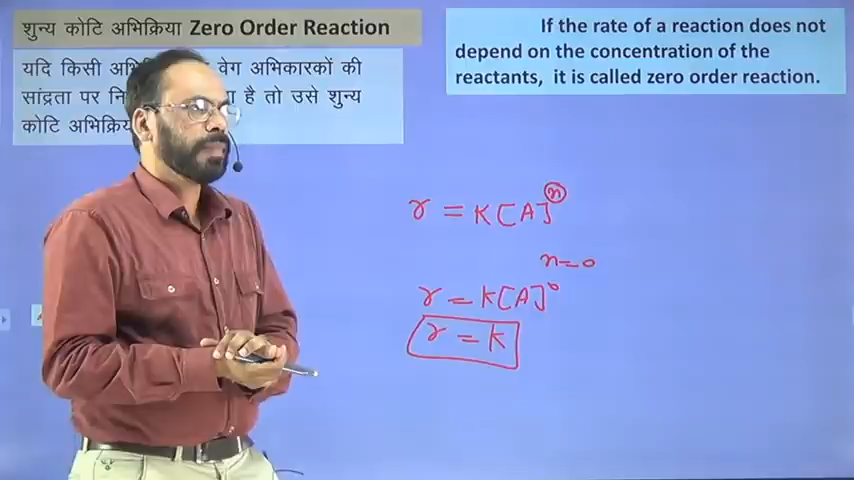 शुन्य कोटि अभिक्रिया Zero Order Reaction
यदि किसी वेग अभिकारकों की
सांद्रता पर है तो उसे शुन्य
कोटि
If the rate of a reaction does not
depend on the concentration of the
reactants, it is called zero order reaction.
r = K[A]ⁿ
n=0
r = K[A]⁰
r = K